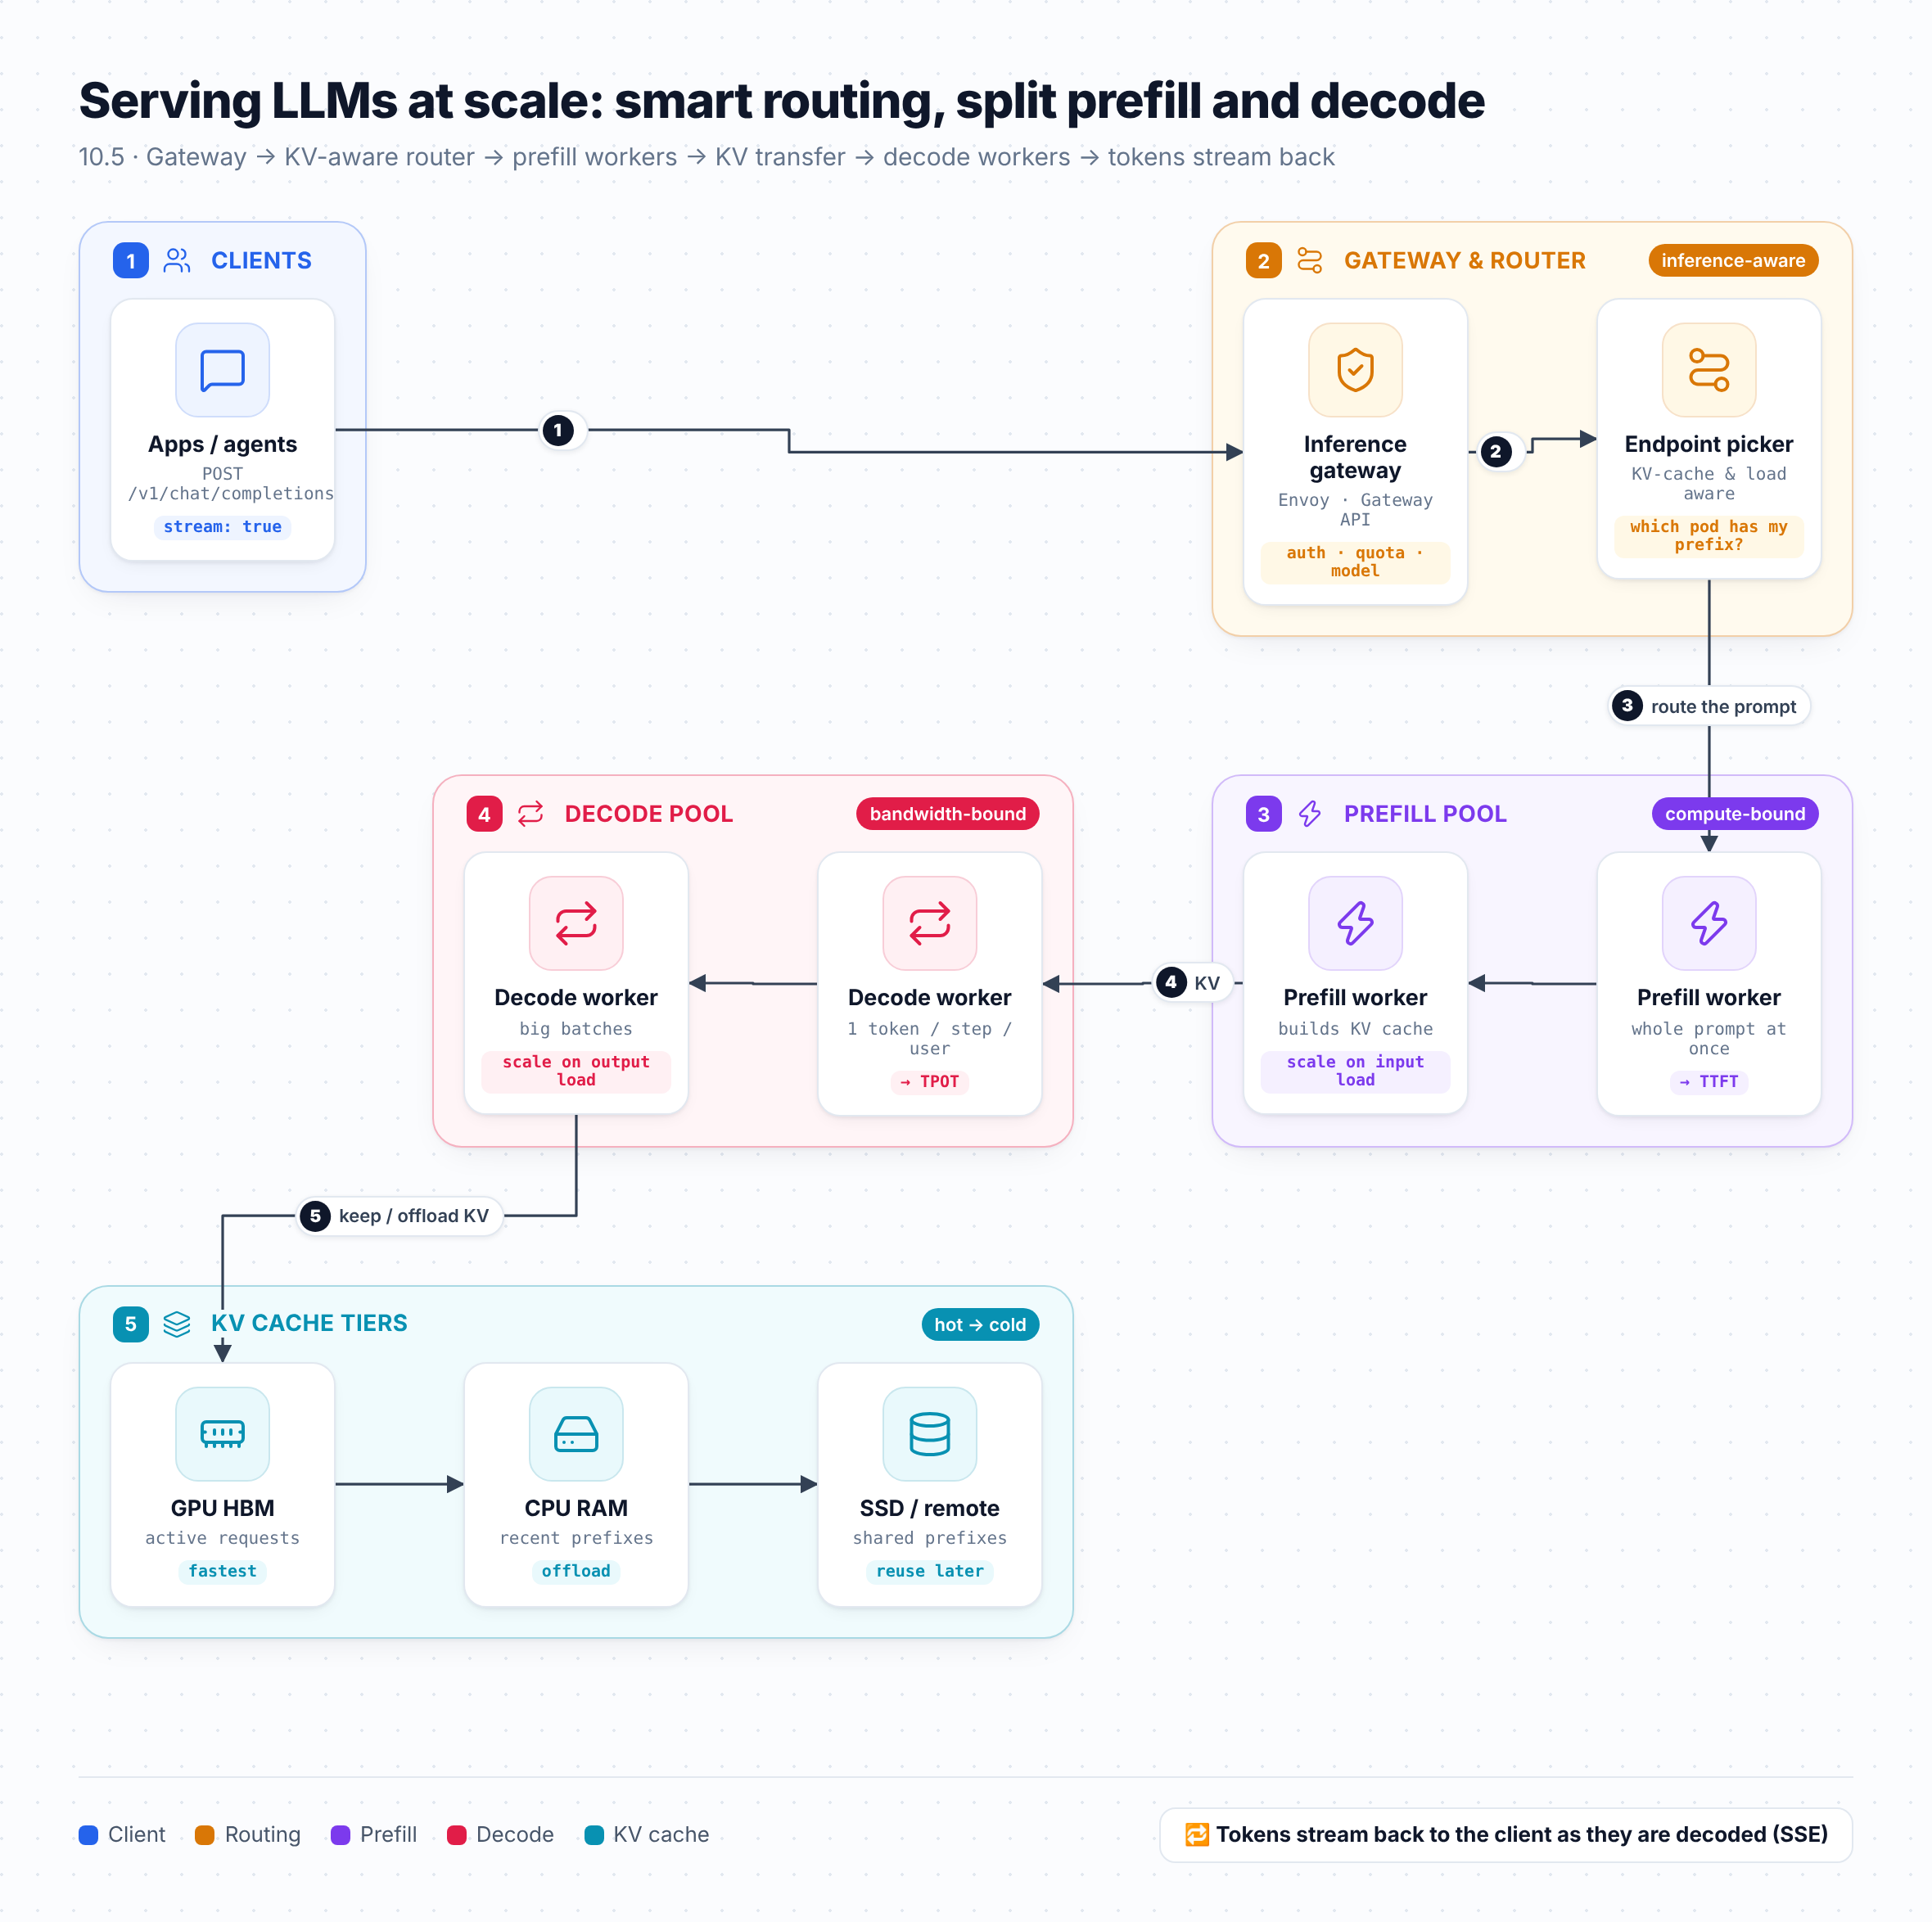 Serving LLMs at scale: smart routing, split prefill and decode
10.5 · Gateway → KV-aware router → prefill workers → KV transfer → decode workers → tokens stream back
1 CLIENTS
Apps / agents
POST
/v1/chat/completions
stream: true
1
2 GATEWAY & ROUTER inference-aware
Inference
gateway
Envoy · Gateway
API
auth · quota ·
model
2
Endpoint picker
KV-cache & load
aware
which pod has my
prefix?
3 route the prompt
4 DECODE POOL bandwidth-bound
Decode worker
big batches
scale on output
load
Decode worker
1 token / step /
user
→ TPOT
4 KV
3 PREFILL POOL compute-bound
Prefill worker
builds KV cache
scale on input
load
Prefill worker
whole prompt at
once
→ TTFT
5 keep / offload KV
5 KV CACHE TIERS hot → cold
GPU HBM
active requests
fastest
CPU RAM
recent prefixes
offload
SSD / remote
shared prefixes
reuse later
Client Routing Prefill Decode KV cache
🔁 Tokens stream back to the client as they are decoded (SSE)